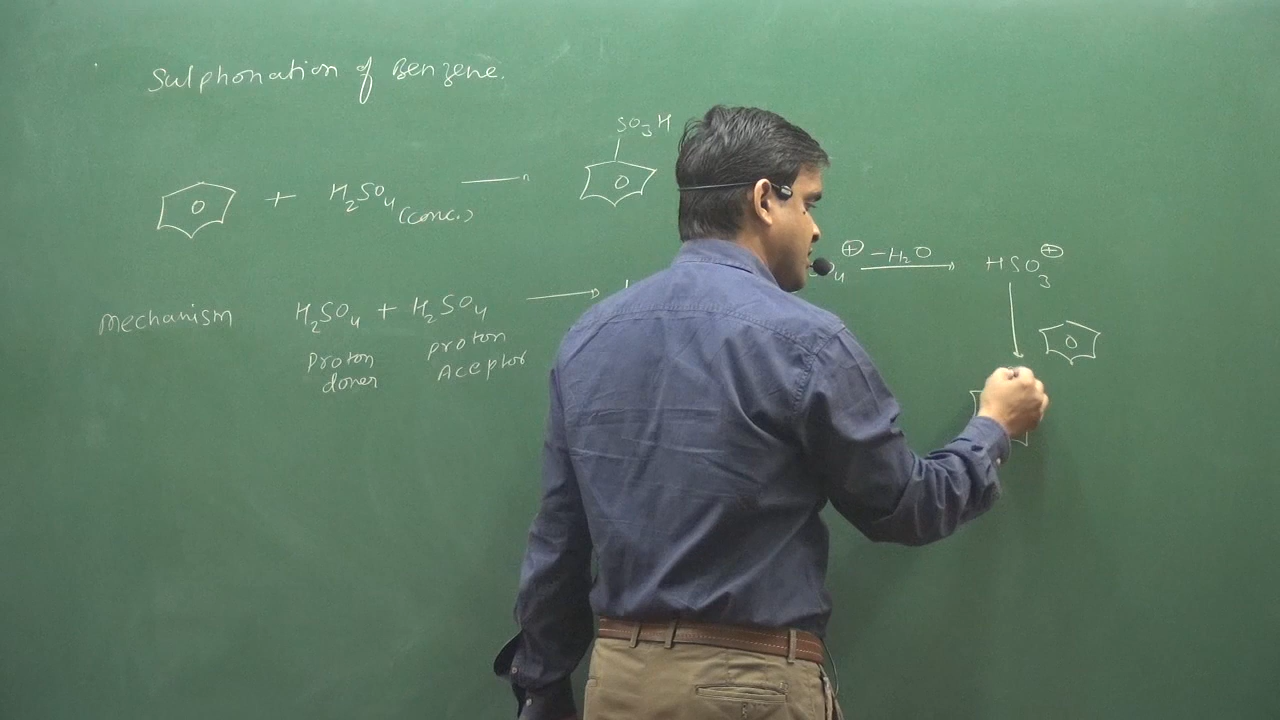 Sulphonation of Benzene.
SO3H
+ H2SO4 (conc.) ⟶
⊕ -H2O ⟶ HSO3⊕
Mechanism H2SO4 + H2SO4 ⟶
Proton doner
proton Aceptor